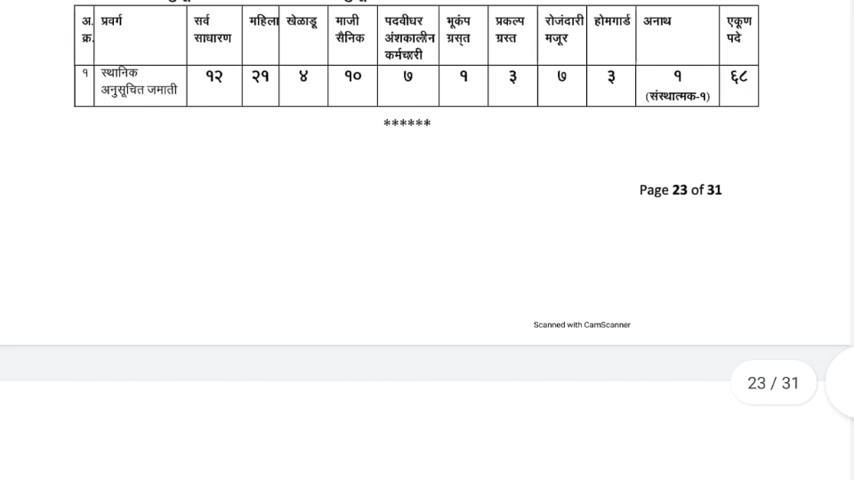 अ. क्र. प्रवर्ग सर्व साधारण महिला खेळाडू माजी सैनिक पदवीधर अंशकालीन कर्मचारी भूकंप ग्रस्त प्रकल्प ग्रस्त रोजंदारी मजूर होमगार्ड अनाथ एकूण पदे
१ स्थानिक अनुसूचित जमाती १२ २१ ४ १० ७ १ ३ ७ ३ १ (संस्थात्मक-१) ६८
******
Page 23 of 31
Scanned with CamScanner
23 / 31